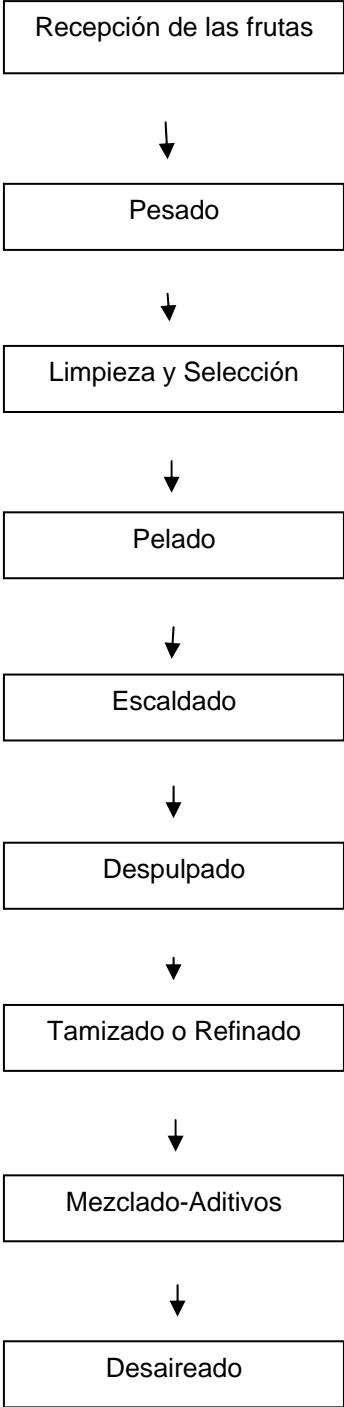 Recepción de las frutas
Pesado
Limpieza y Selección
Pelado
Escaldado
Despulpado
Tamizado o Refinado
Mezclado-Aditivos
Desaireado